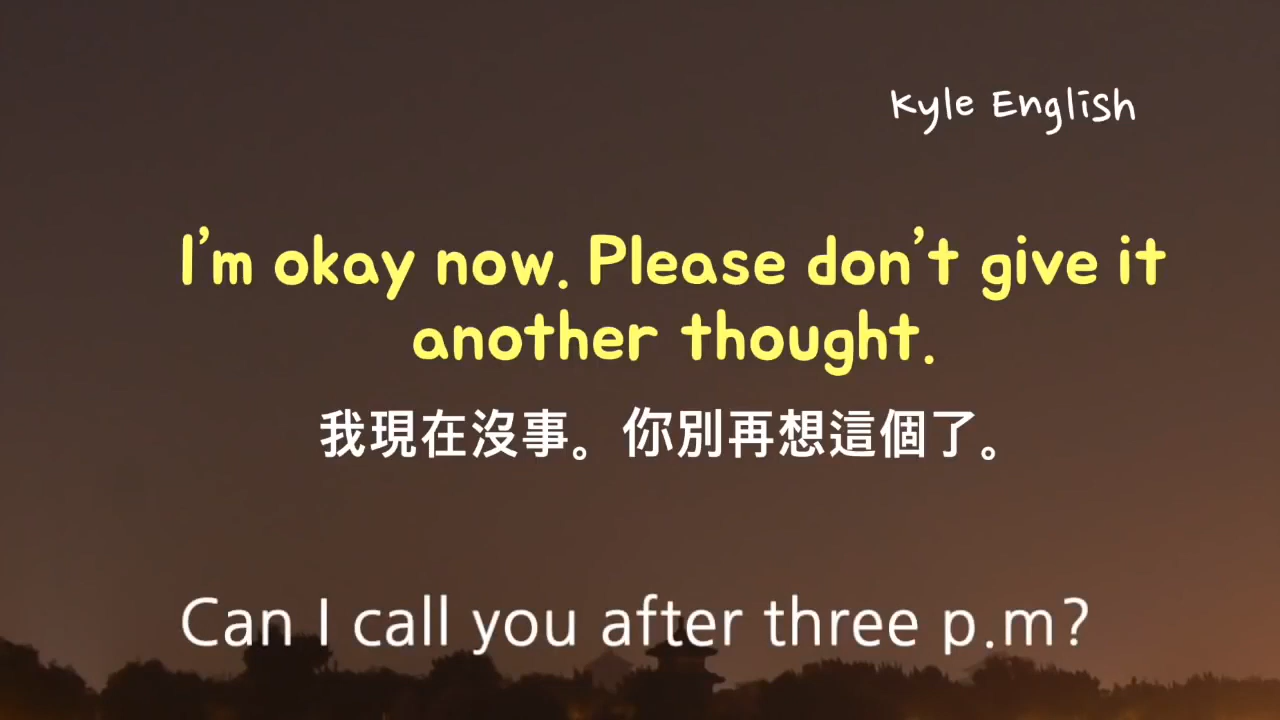 Kyle English
I'm okay now. Please don't give it
another thought.
我現在沒事。你別再想這個了。
Can I call you after three p.m?